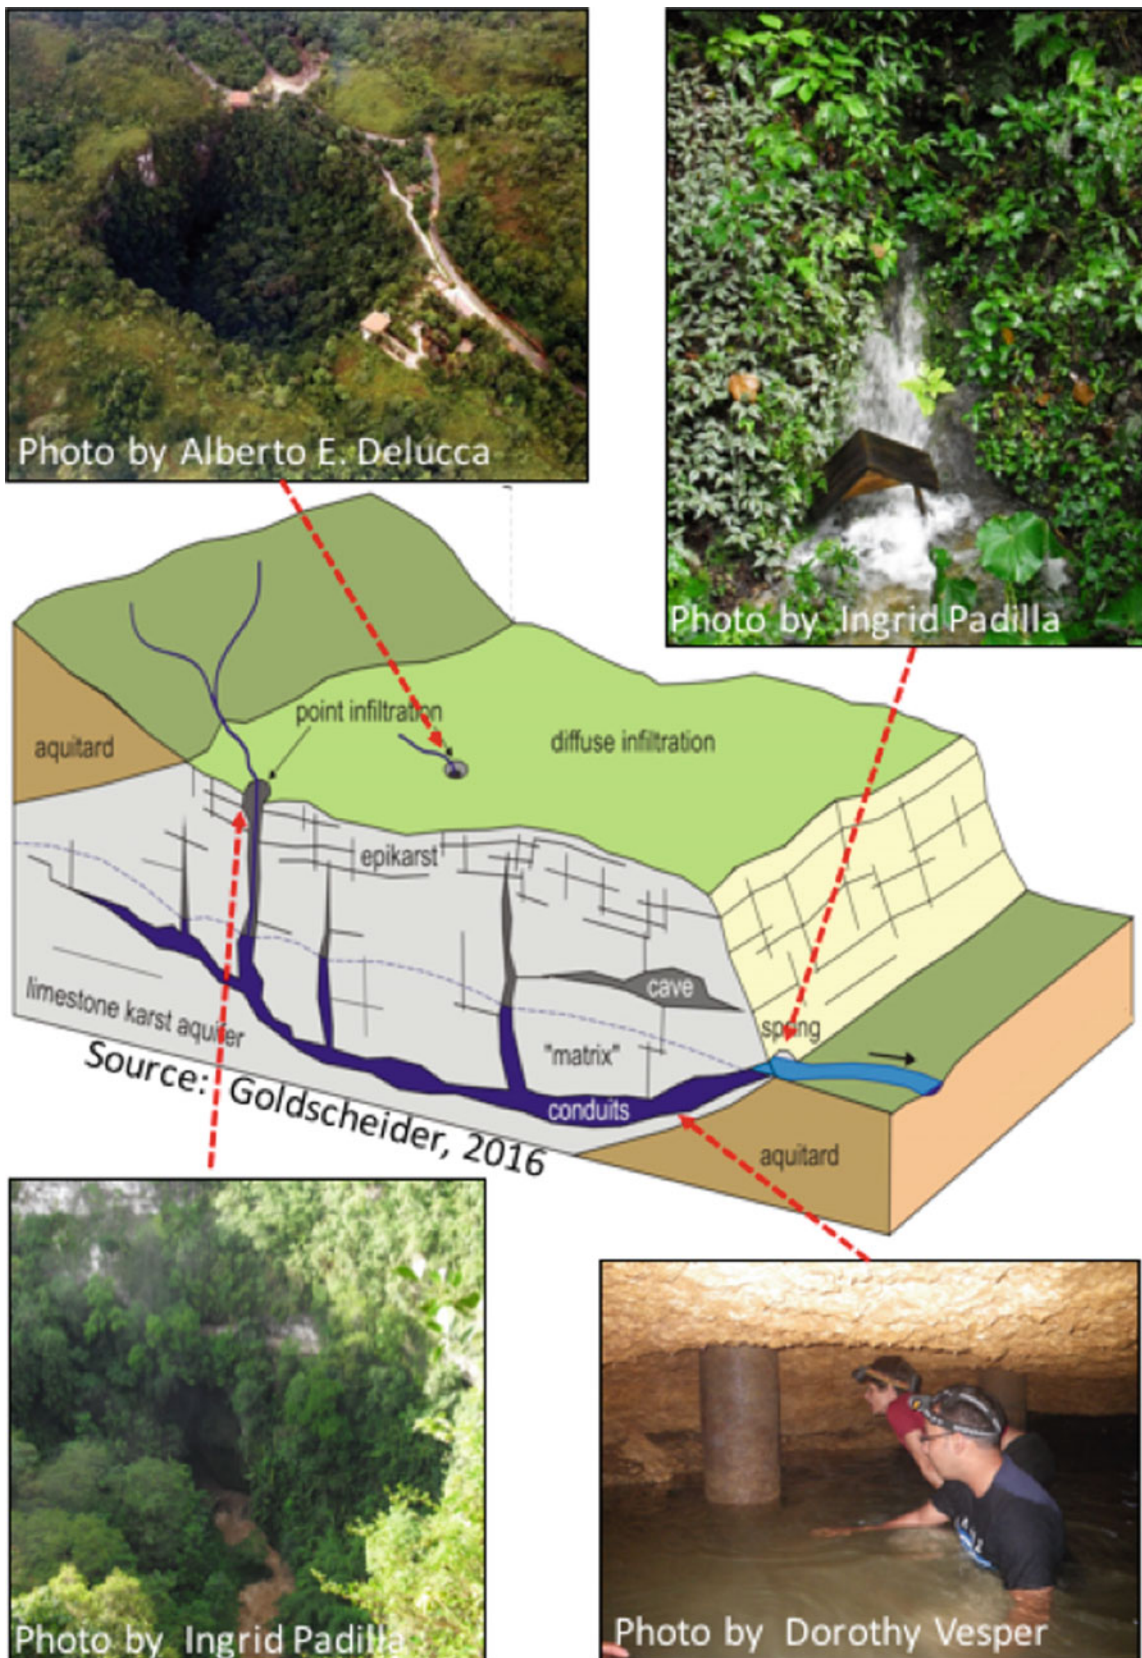 Photo by Alberto E. Delucca
Photo by Ingrid Padilla
point infiltration
aquitard
diffuse infiltration
epikarst
cave
limestone karst aquifer
spring
"matrix"
conduits
Source: Goldscheider, 2016
aquitard
Photo by Ingrid Padilla
Photo by Dorothy Vesper